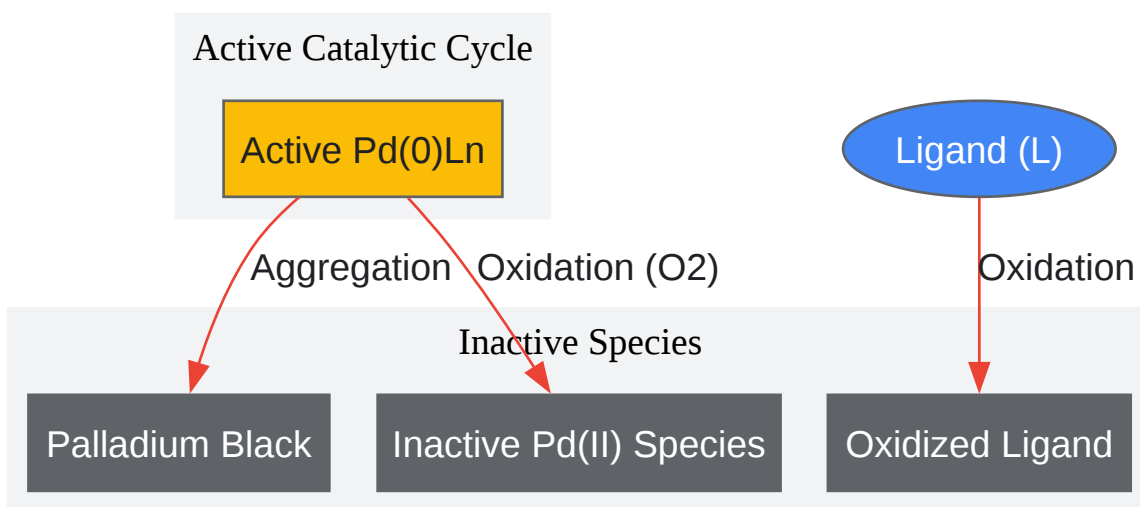 Active Catalytic Cycle
Active Pd(0)Ln
Ligand (L)
Aggregation
Oxidation (O2)
Oxidation
Inactive Species
Palladium Black
Inactive Pd(II) Species
Oxidized Ligand